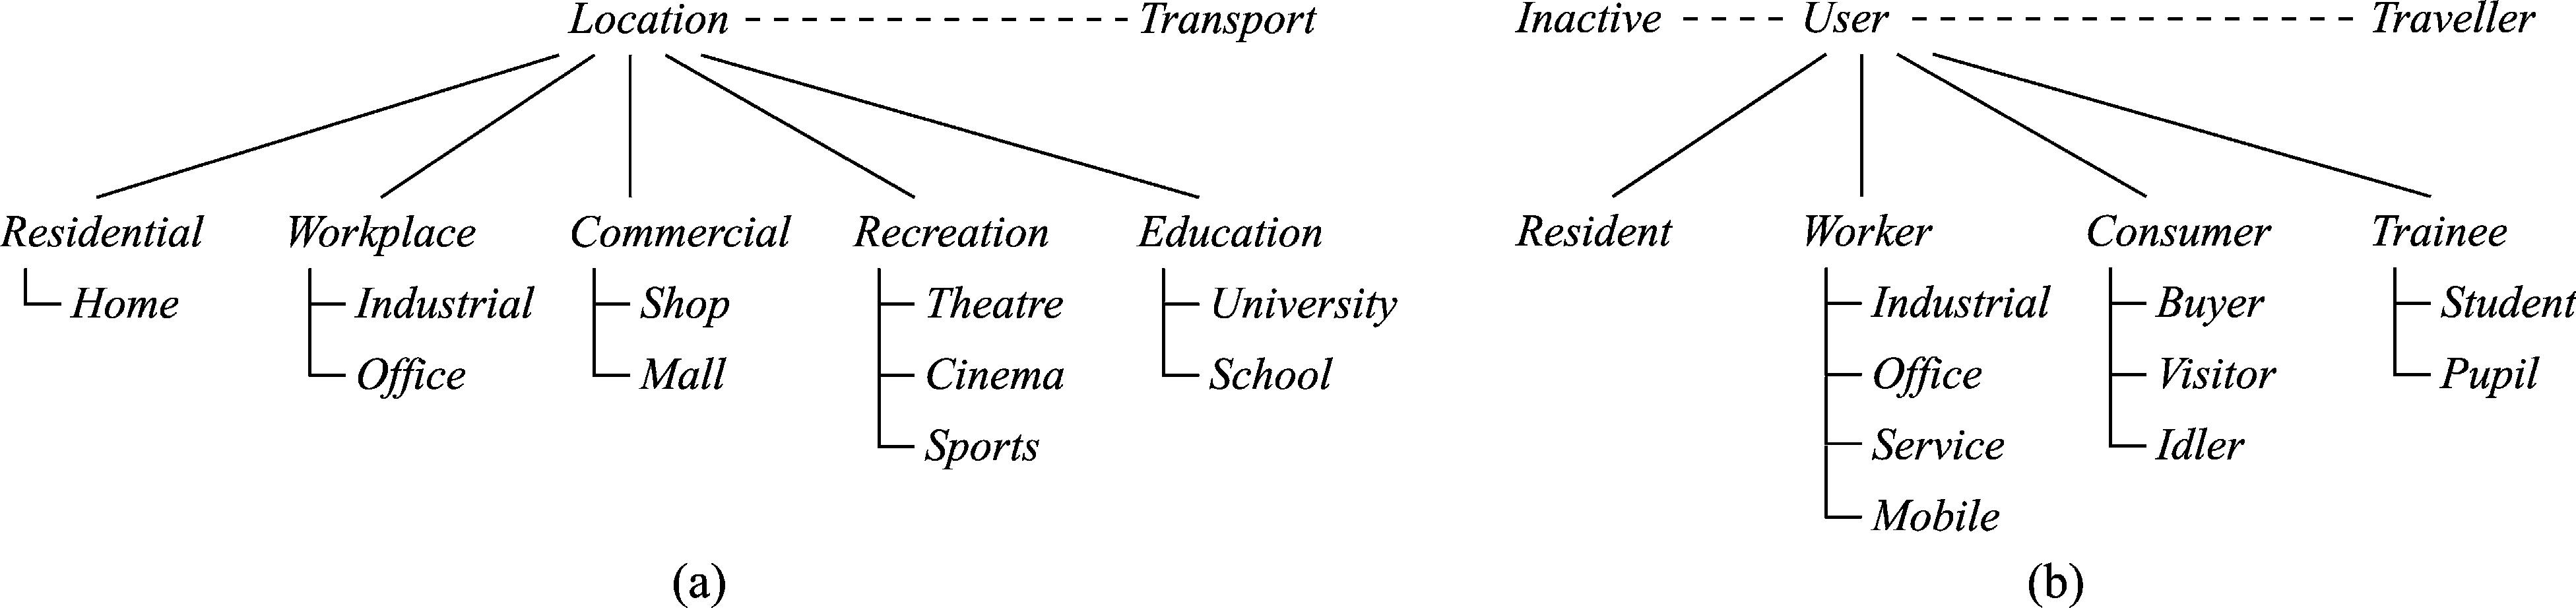 Location Transport
Residential Workplace Commercial Recreation Education
Home Industrial Shop Theatre University
Office Mall Cinema School
Sports
(a)
Inactive User Traveller
Resident Worker Consumer Trainee
Industrial Buyer Student
Office Visitor Pupil
Service Idler
Mobile
(b)